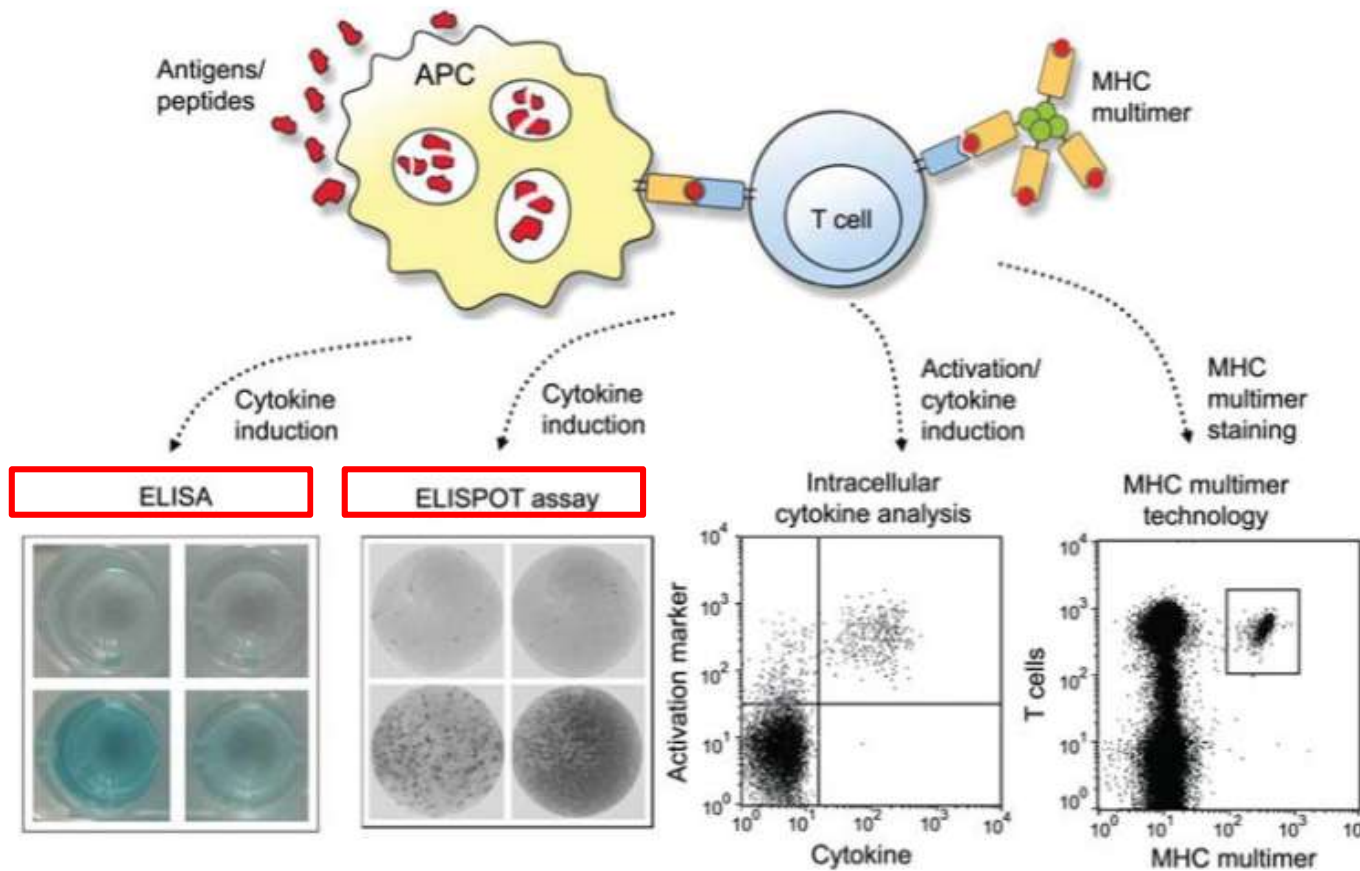 Antigens/
peptides
APC
T cell
MHC
multimer
Cytokine
induction
Cytokine
induction
Activation/
cytokine
induction
MHC
multimer
staining
ELISA
ELISPOT assay
Intracellular
cytokine analysis
MHC multimer
technology
Activation marker
10⁴
10³
10²
10¹
10⁰
10⁰ 10¹ 10² 10³ 10⁴
Cytokine
T cells
10⁴
10³
10²
10¹
10⁰
10⁰ 10¹ 10² 10³ 10⁴
MHC multimer